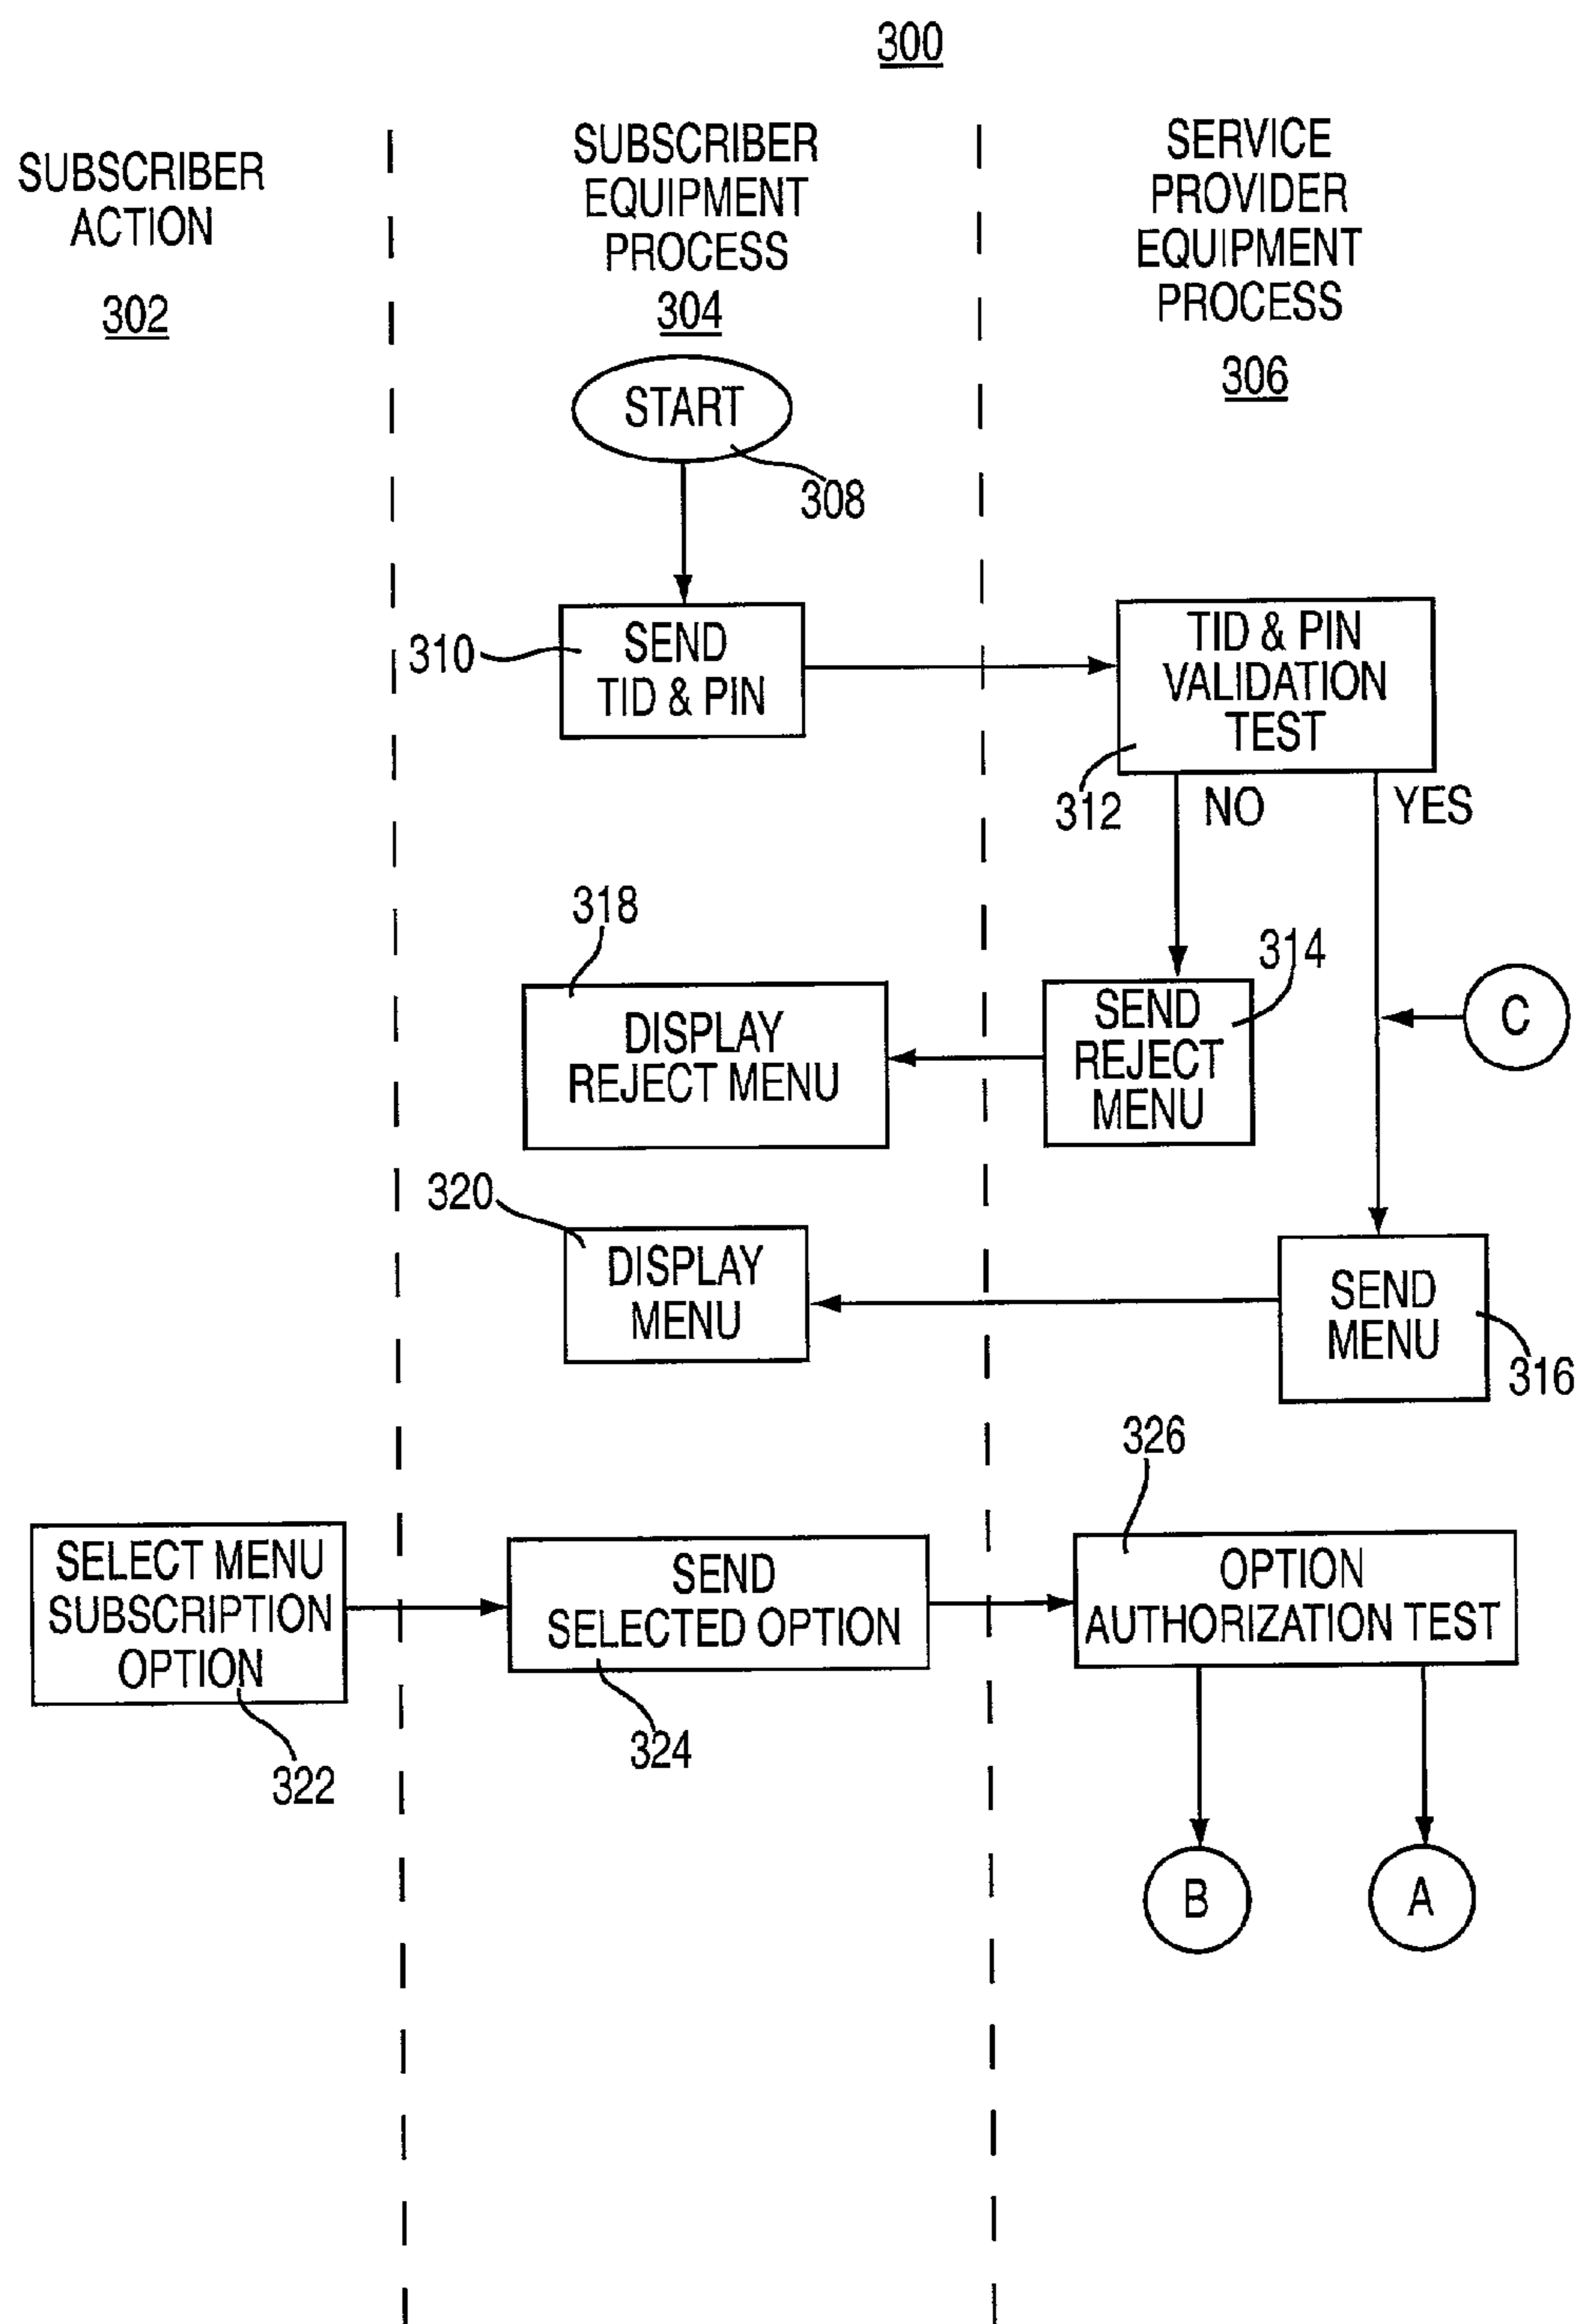 300
SUBSCRIBER
ACTION
302
SUBSCRIBER
EQUIPMENT
PROCESS
304
SERVICE
PROVIDER
EQUIPMENT
PROCESS
306
START
308
310
SEND
TID & PIN
TID & PIN
VALIDATION
TEST
312
NO
YES
318
DISPLAY
REJECT MENU
314
SEND
REJECT
MENU
C
320
DISPLAY
MENU
SEND
MENU
316
326
SELECT MENU
SUBSCRIPTION
OPTION
322
SEND
SELECTED OPTION
324
OPTION
AUTHORIZATION TEST
B
A